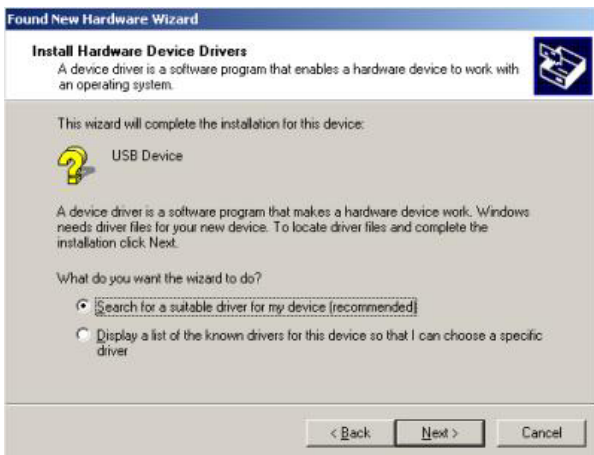 Found New Hardware Wizard
Install Hardware Device Drivers
A device driver is a software program that enables a hardware device to work with
an operating system.
This wizard will complete the installation for this device:
USB Device
A device driver is a software program that makes a hardware device work. Windows
needs driver files for your new device. To locate driver files and complete the
installation click Next.
What do you want the wizard to do?
Search for a suitable driver for my device (recommended)
Display a list of the known drivers for this device so that I can choose a specific
driver
< Back
Next >
Cancel